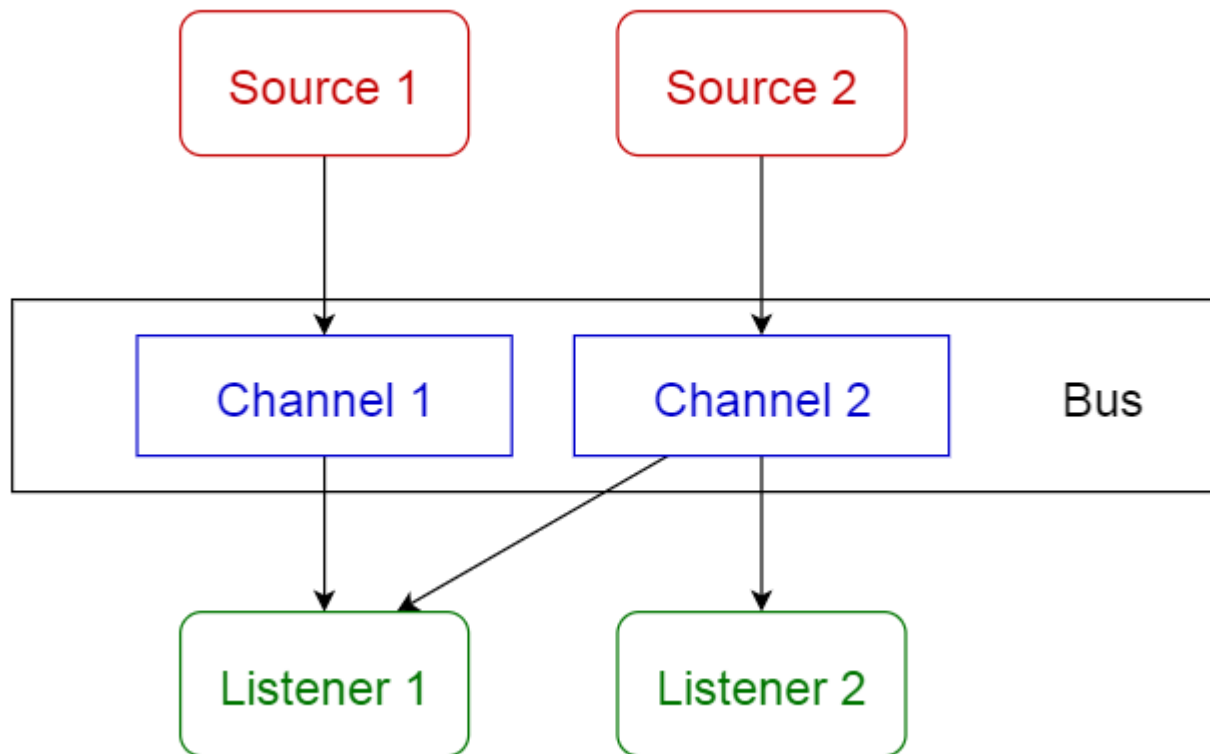 Source 1
Source 2
Channel 1
Channel 2
Bus
Listener 1
Listener 2